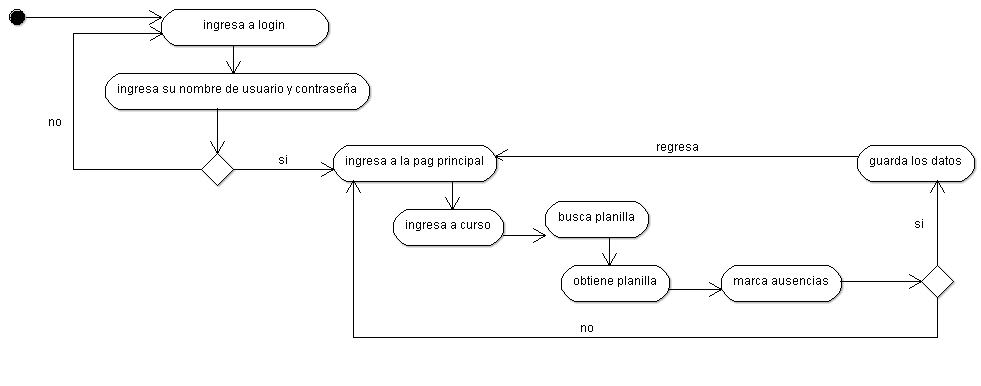 ingresa a login
ingresa su nombre de usuario y contraseña
no
si
ingresa a la pag principal
regresa
guarda los datos
ingresa a curso
busca planilla
si
obtiene planilla
marca ausencias
no